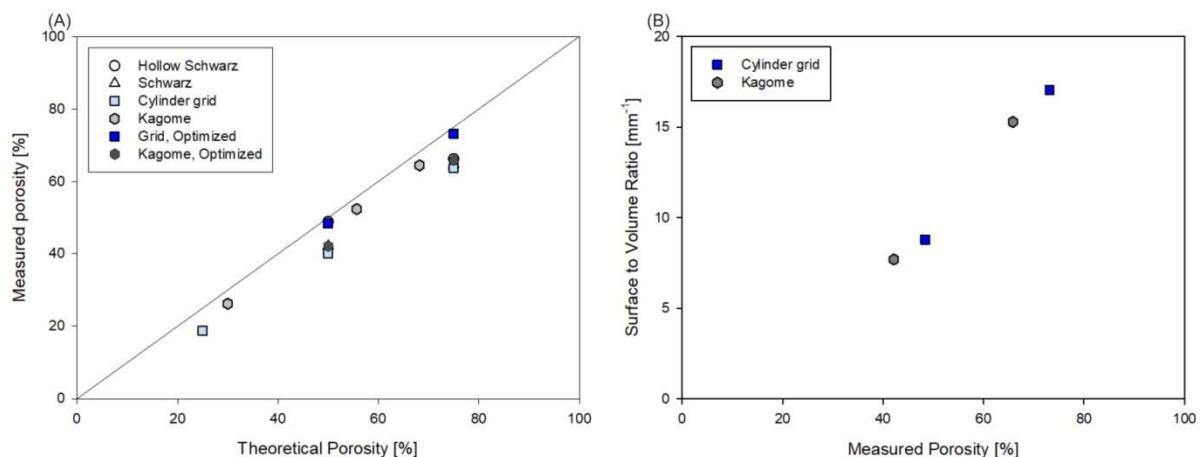 (A)
100
80
60
40
20
0
Measured porosity [%]
Hollow Schwarz
Schwarz
Cylinder grid
Kagome
Grid, Optimized
Kagome, Optimized
0 20 40 60 80 100
Theoretical Porosity [%]
(B)
20
15
10
5
0
Surface to Volume Ratio [mm⁻¹]
Cylinder grid
Kagome
0 20 40 60 80 100
Measured Porosity [%]